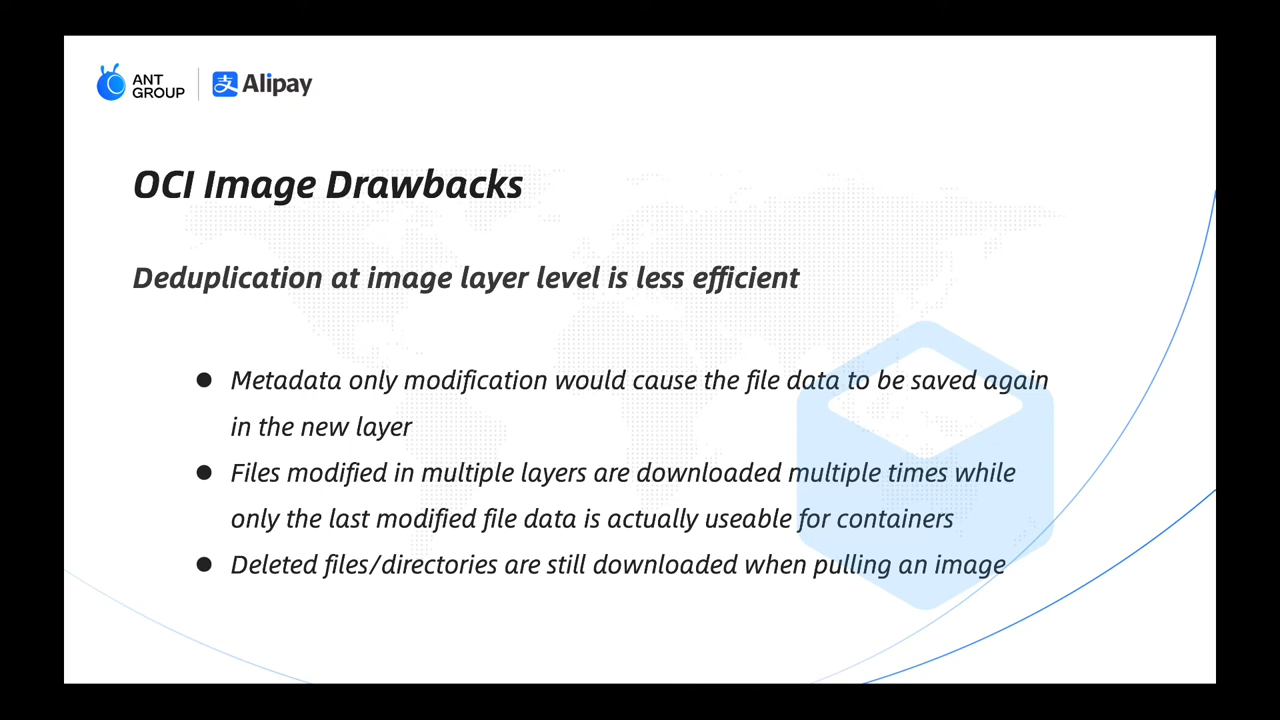 ANT
GROUP
支 Alipay
OCI Image Drawbacks
Deduplication at image layer level is less efficient
● Metadata only modification would cause the file data to be saved again
in the new layer
● Files modified in multiple layers are downloaded multiple times while
only the last modified file data is actually useable for containers
● Deleted files/directories are still downloaded when pulling an image